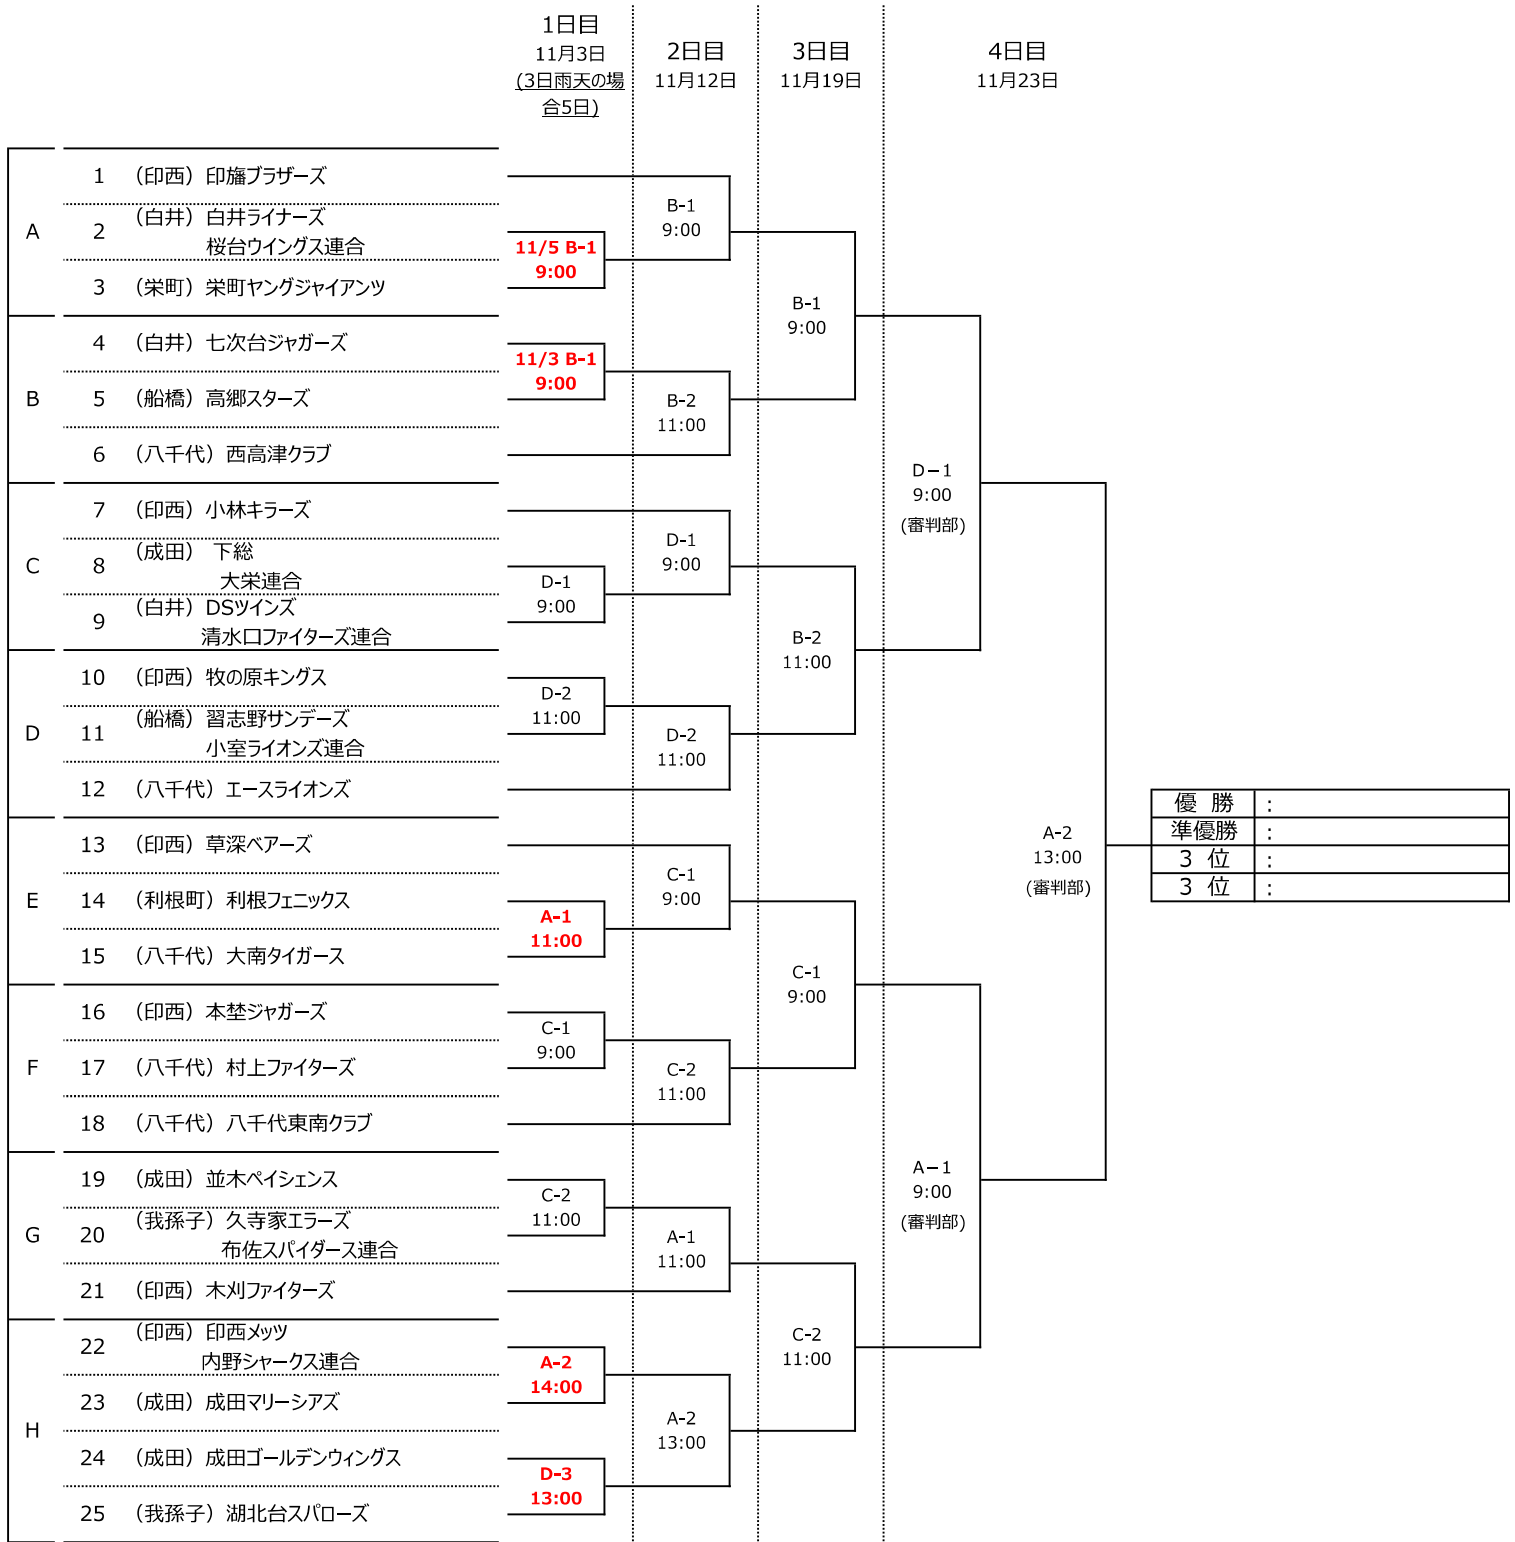 1日目
11月3日
(3日雨天の場
合5日)
2日目
11月12日
3日目
11月19日
4日目
11月23日
A
1 （印西）印旛ブラザーズ
2 （白井）白井ライナーズ
桜台ウイングス連合
3 （栄町）栄町ヤングジャイアンツ
B
4 （白井）七次台ジャガーズ
5 （船橋）高郷スターズ
6 （八千代）西高津クラブ
C
7 （印西）小林キラーズ
8 （成田） 下総
大栄連合
9 （白井）DSツインズ
清水口ファイターズ連合
D
10 （印西）牧の原キングス
11 （船橋）習志野サンデーズ
小室ライオンズ連合
12 （八千代）エースライオンズ
E
13 （印西）草深ベアーズ
14 （利根町）利根フェニックス
15 （八千代）大南タイガース
F
16 （印西）本埜ジャガーズ
17 （八千代）村上ファイターズ
18 （八千代）八千代東南クラブ
G
19 （成田）並木ペイシェンス
20 （我孫子）久寺家エラーズ
布佐スパイダース連合
21 （印西）木刈ファイターズ
H
22 （印西）印西メッツ
内野シャークス連合
23 （成田）成田マリーシアズ
24 （成田）成田ゴールデンウィングス
25 （我孫子）湖北台スパローズ
11/5 B-1
9:00
11/3 B-1
9:00
D-1
9:00
D-2
11:00
A-1
11:00
C-1
9:00
C-2
11:00
A-2
14:00
D-3
13:00
B-1
9:00
B-2
11:00
D-1
9:00
D-2
11:00
C-1
9:00
C-2
11:00
A-1
11:00
A-2
13:00
B-1
9:00
B-2
11:00
C-1
9:00
C-2
11:00
D－1
9:00
(審判部)
A－1
9:00
(審判部)
A-2
13:00
(審判部)
優 勝 ：
準優勝 ：
3 位 ：
3 位 ：